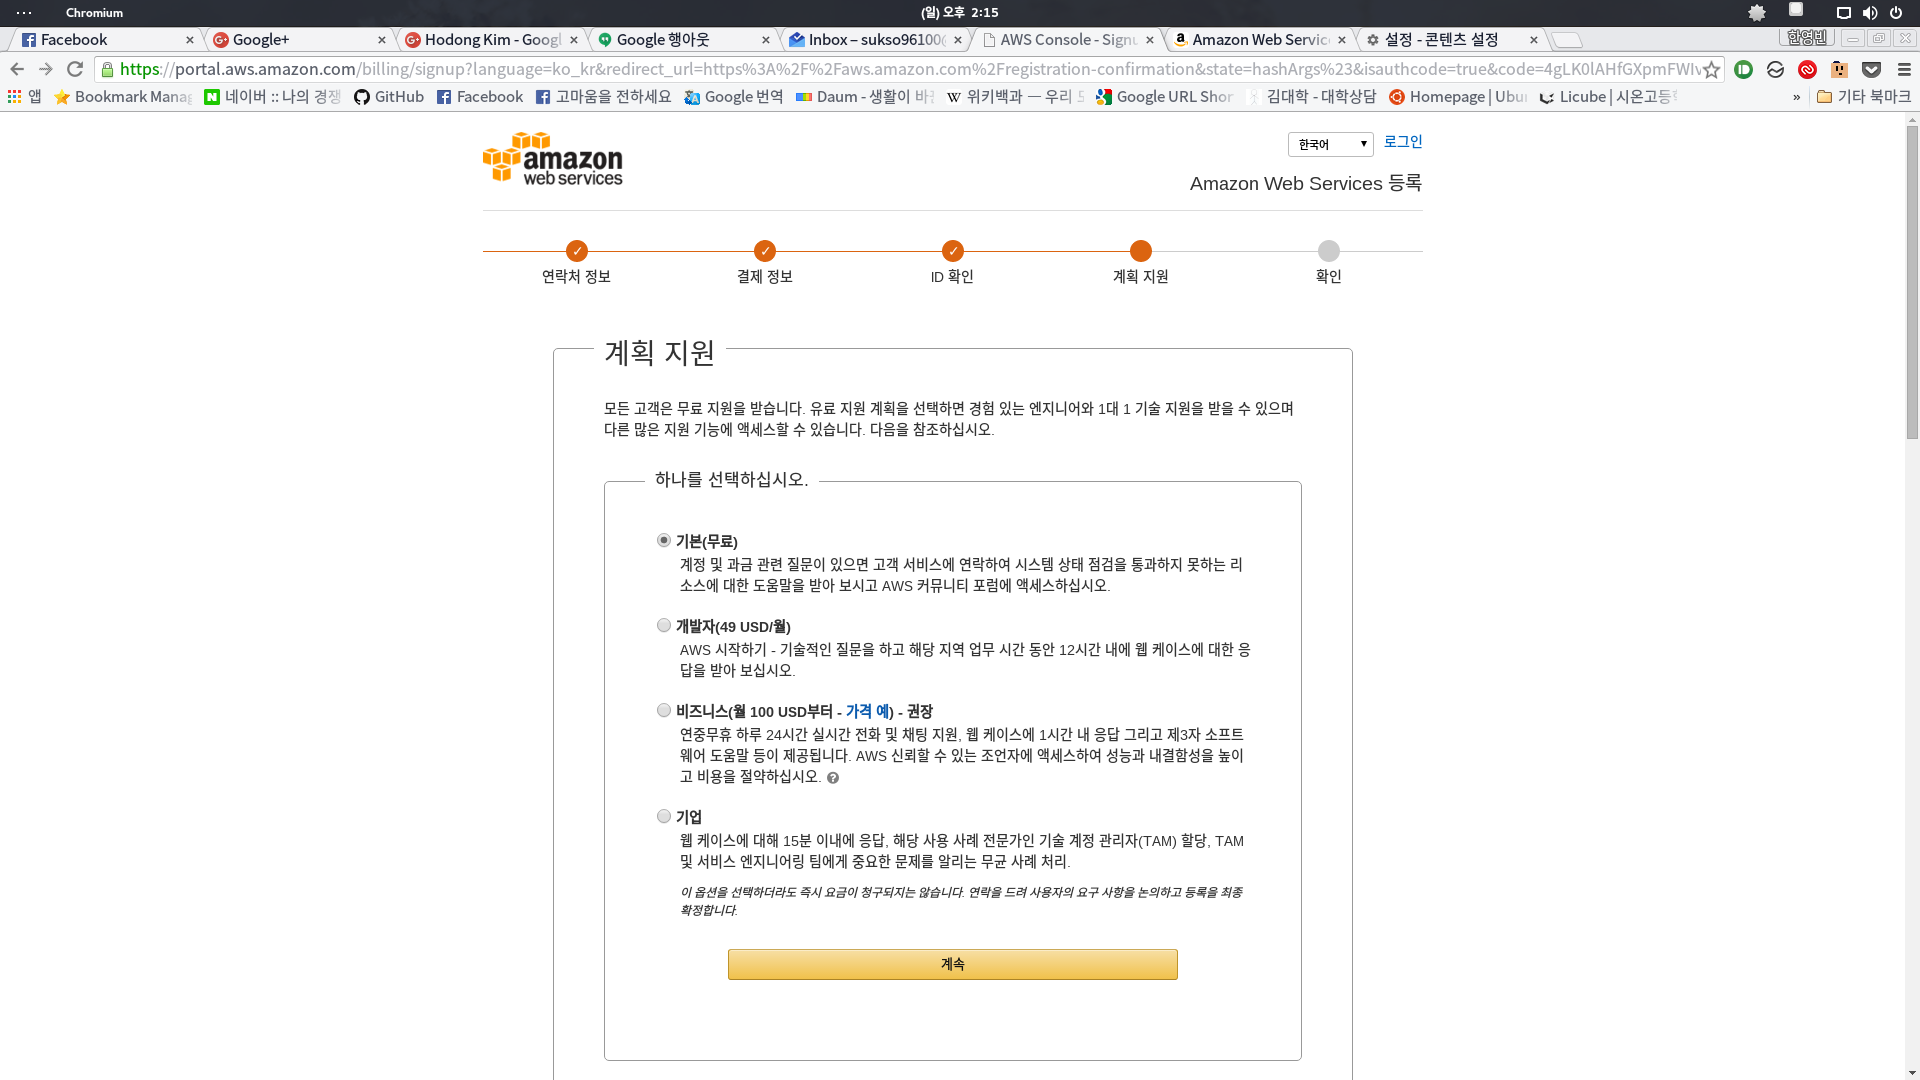 Chromium
(일) 오후 2:15
Facebook
Google+
Hodong Kim - Googl
Google 행아웃
Inbox – sukso96100@
AWS Console - Signu
Amazon Web Servic
설정 - 콘텐츠 설정
한영빈
https://portal.aws.amazon.com/billing/signup?language=ko_kr&redirect_url=https%3A%2F%2Faws.amazon.com%2Fregistration-confirmation&state=hashArgs%23&isauthcode=true&code=4gLK0lAHfGXpmFWIv
앱
Bookmark Manag
네이버 :: 나의 경쟁
GitHub
Facebook
고마움을 전하세요
Google 번역
Daum - 생활이 바
위키백과 — 우리
Google URL Shor
김대학 - 대학상담
Homepage | Ubu
Licube | 시온고등
»
기타 북마크
amazon
web services
한국어
로그인
Amazon Web Services 등록
연락처 정보
결제 정보
ID 확인
계획 지원
확인
계획 지원
모든 고객은 무료 지원을 받습니다. 유료 지원 계획을 선택하면 경험 있는 엔지니어와 1대 1 기술 지원을 받을 수 있으며
다른 많은 지원 기능에 액세스할 수 있습니다. 다음을 참조하십시오.
하나를 선택하십시오.
기본(무료)
계정 및 과금 관련 질문이 있으면 고객 서비스에 연락하여 시스템 상태 점검을 통과하지 못하는 리
소스에 대한 도움말을 받아 보시고 AWS 커뮤니티 포럼에 액세스하십시오.
개발자(49 USD/월)
AWS 시작하기 - 기술적인 질문을 하고 해당 지역 업무 시간 동안 12시간 내에 웹 케이스에 대한 응
답을 받아 보십시오.
비즈니스(월 100 USD부터 - 가격 예) - 권장
연중무휴 하루 24시간 실시간 전화 및 채팅 지원, 웹 케이스에 1시간 내 응답 그리고 제3자 소프트
웨어 도움말 등이 제공됩니다. AWS 신뢰할 수 있는 조언자에 액세스하여 성능과 내결함성을 높이
고 비용을 절약하십시오.
기업
웹 케이스에 대해 15분 이내에 응답, 해당 사용 사례 전문가인 기술 계정 관리자(TAM) 할당, TAM
및 서비스 엔지니어링 팀에게 중요한 문제를 알리는 무균 사례 처리.
이 옵션을 선택하더라도 즉시 요금이 청구되지는 않습니다. 연락을 드려 사용자의 요구 사항을 논의하고 등록을 최종
확정합니다.
계속